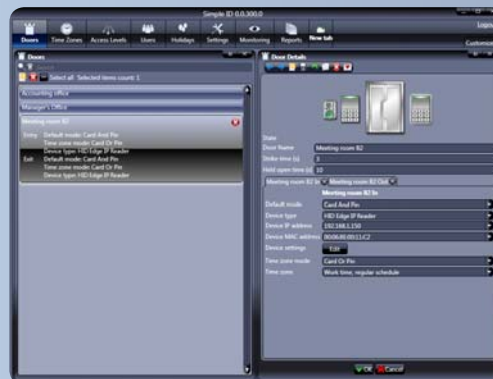 Simple ID 0.0.300.0
Doors Time Zones Access Levels Users Holidays Settings Monitoring Reports New tab
Customize
Doors
Select all Selected items count: 1
Accounting office
Manager's Office
Meeting room B2
Entry Default mode: Card And Pin
Time zone mode: Card Or Pin
Device type: HID Edge IP Reader
Exit Default mode: Card And Pin
Time zone mode: Card Or Pin
Device type: HID Edge IP Reader
Door Details
State
Door Name Meeting room B2
Strike time (s) 3
Held open time (s) 10
Meeting room B2 In Meeting room B2 Out
Meeting room B2 In
Default mode Card And Pin
Device type HID Edge IP Reader
Device IP address 192.168.1.150
Device MAC address
Device settings Edit
Time zone mode Card Or Pin
Time zone Work time, regular schedule
OK Cancel